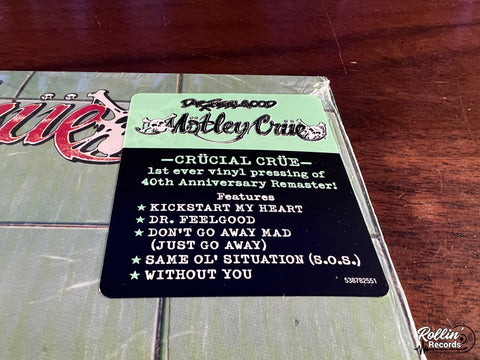 üe
DR. FEELGOOD
Mötley Crüe
—CRÜCIAL CRÜE—
1st ever vinyl pressing of
40th Anniversary Remaster!
Features
★ KICKSTART MY HEART
★ DR. FEELGOOD
★ DON'T GO AWAY MAD
(JUST GO AWAY)
★ SAME OL' SITUATION (S.O.S.)
★ WITHOUT YOU
538782551
Rollin'
Records